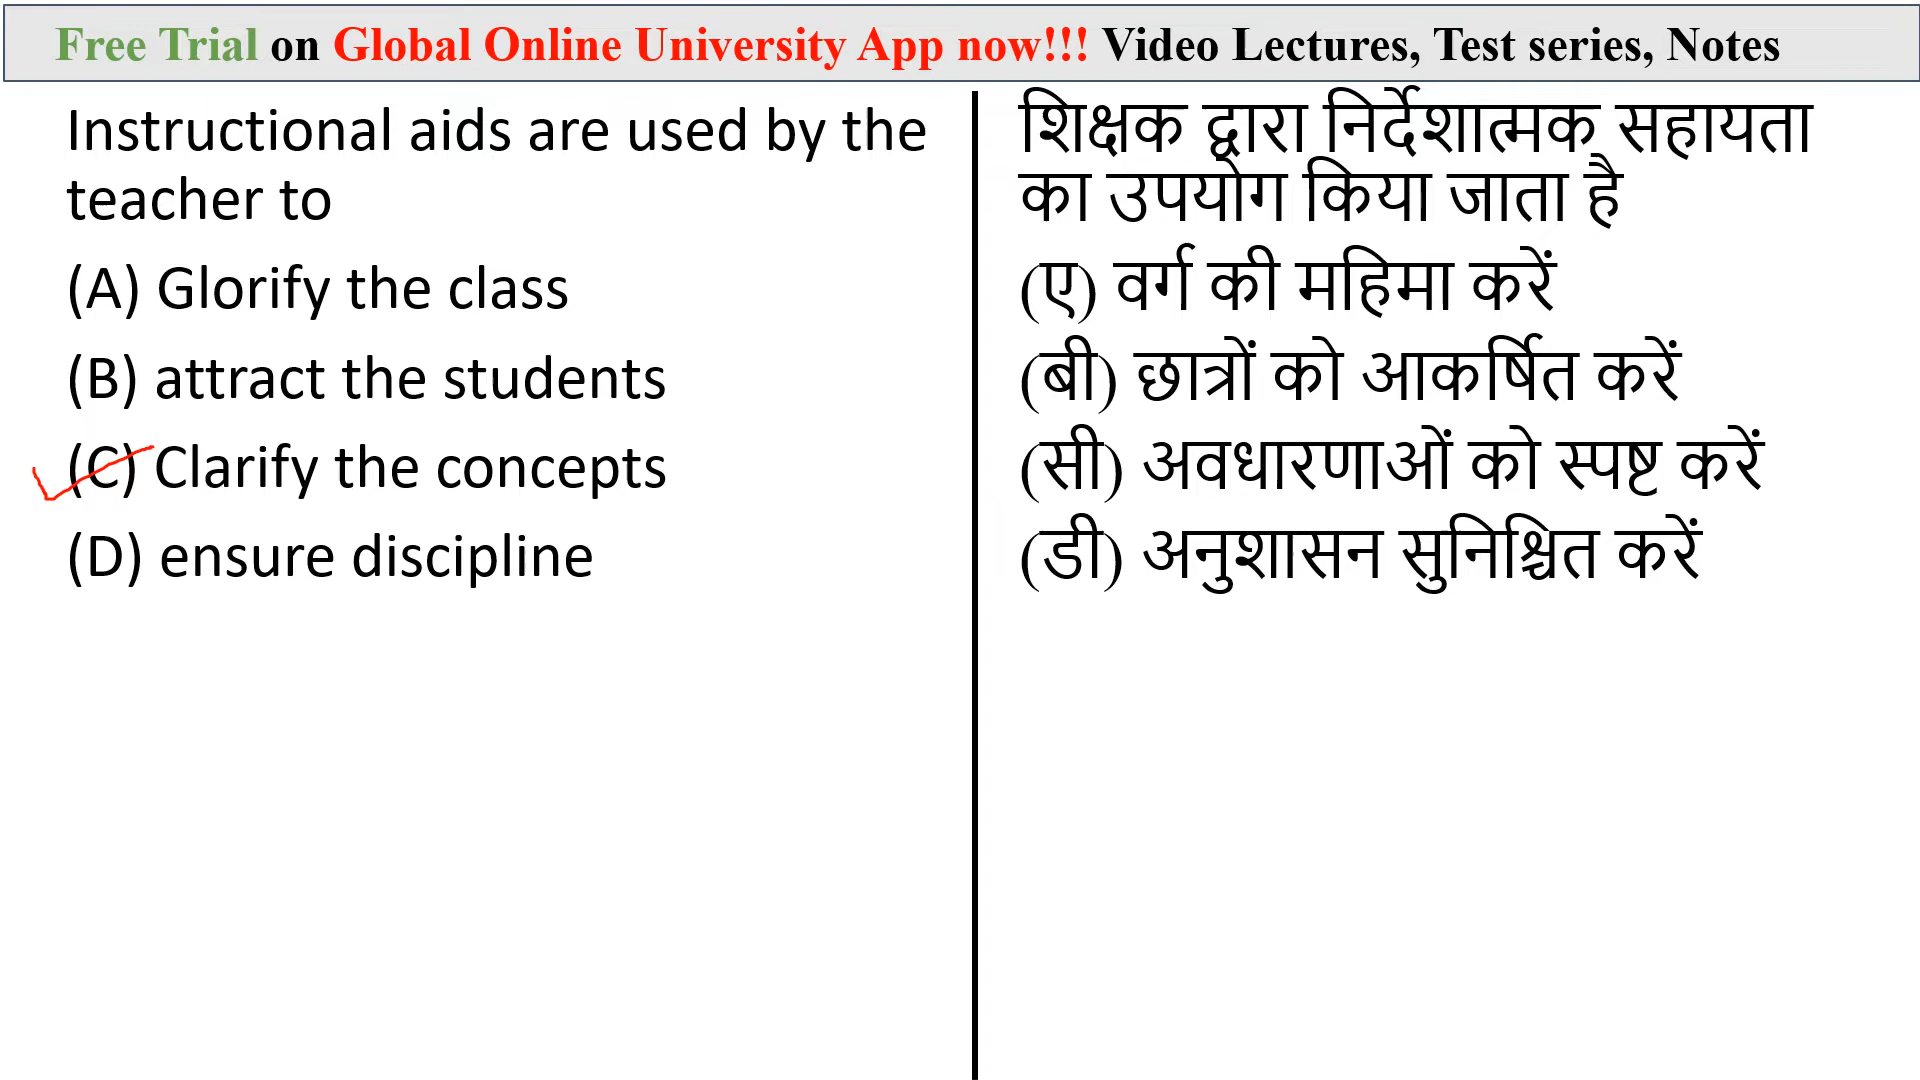 Free Trial on Global Online University App now!!! Video Lectures, Test series, Notes
Instructional aids are used by the
teacher to
(A) Glorify the class
(B) attract the students
(C) Clarify the concepts
(D) ensure discipline
शिक्षक द्वारा निर्देशात्मक सहायता
का उपयोग किया जाता है
(ए) वर्ग की महिमा करें
(बी) छात्रों को आकर्षित करें
(सी) अवधारणाओं को स्पष्ट करें
(डी) अनुशासन सुनिश्चित करें